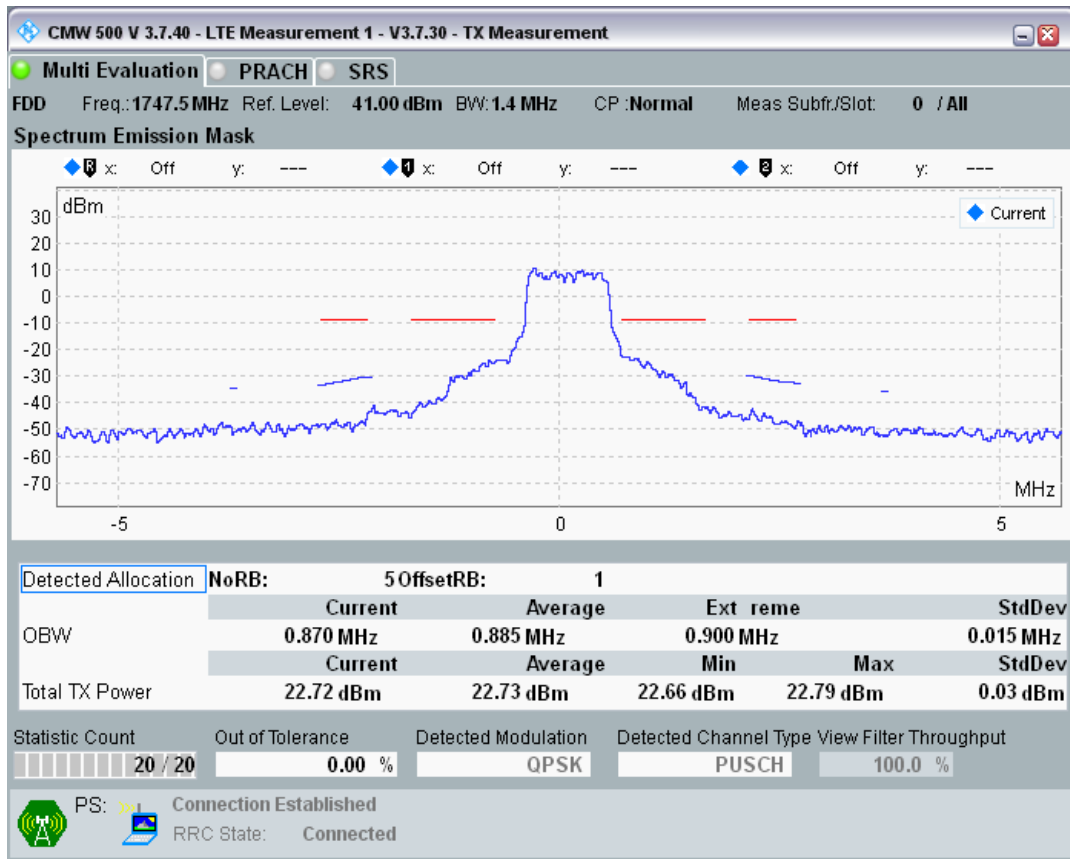 CMW 500 V 3.7.40 - LTE Measurement 1 - V3.7.30 - TX Measurement
Multi Evaluation PRACH SRS
FDD Freq.: 1747.5 MHz Ref. Level: 41.00 dBm BW: 1.4 MHz CP :Normal Meas Subfr./Slot: 0 / All
Spectrum Emission Mask
R x: Off y: --- 1 x: Off y: --- 2 x: Off y: ---
dBm
Current
30
20
10
0
-10
-20
-30
-40
-50
-60
-70
MHz
-5 0 5
Detected Allocation NoRB: 5 OffsetRB: 1
Current Average Ext reme StdDev
OBW 0.870 MHz 0.885 MHz 0.900 MHz 0.015 MHz
Current Average Min Max StdDev
Total TX Power 22.72 dBm 22.73 dBm 22.66 dBm 22.79 dBm 0.03 dBm
Statistic Count Out of Tolerance Detected Modulation Detected Channel Type View Filter Throughput
20 / 20 0.00 % QPSK PUSCH 100.0 %
PS: Connection Established
RRC State: Connected